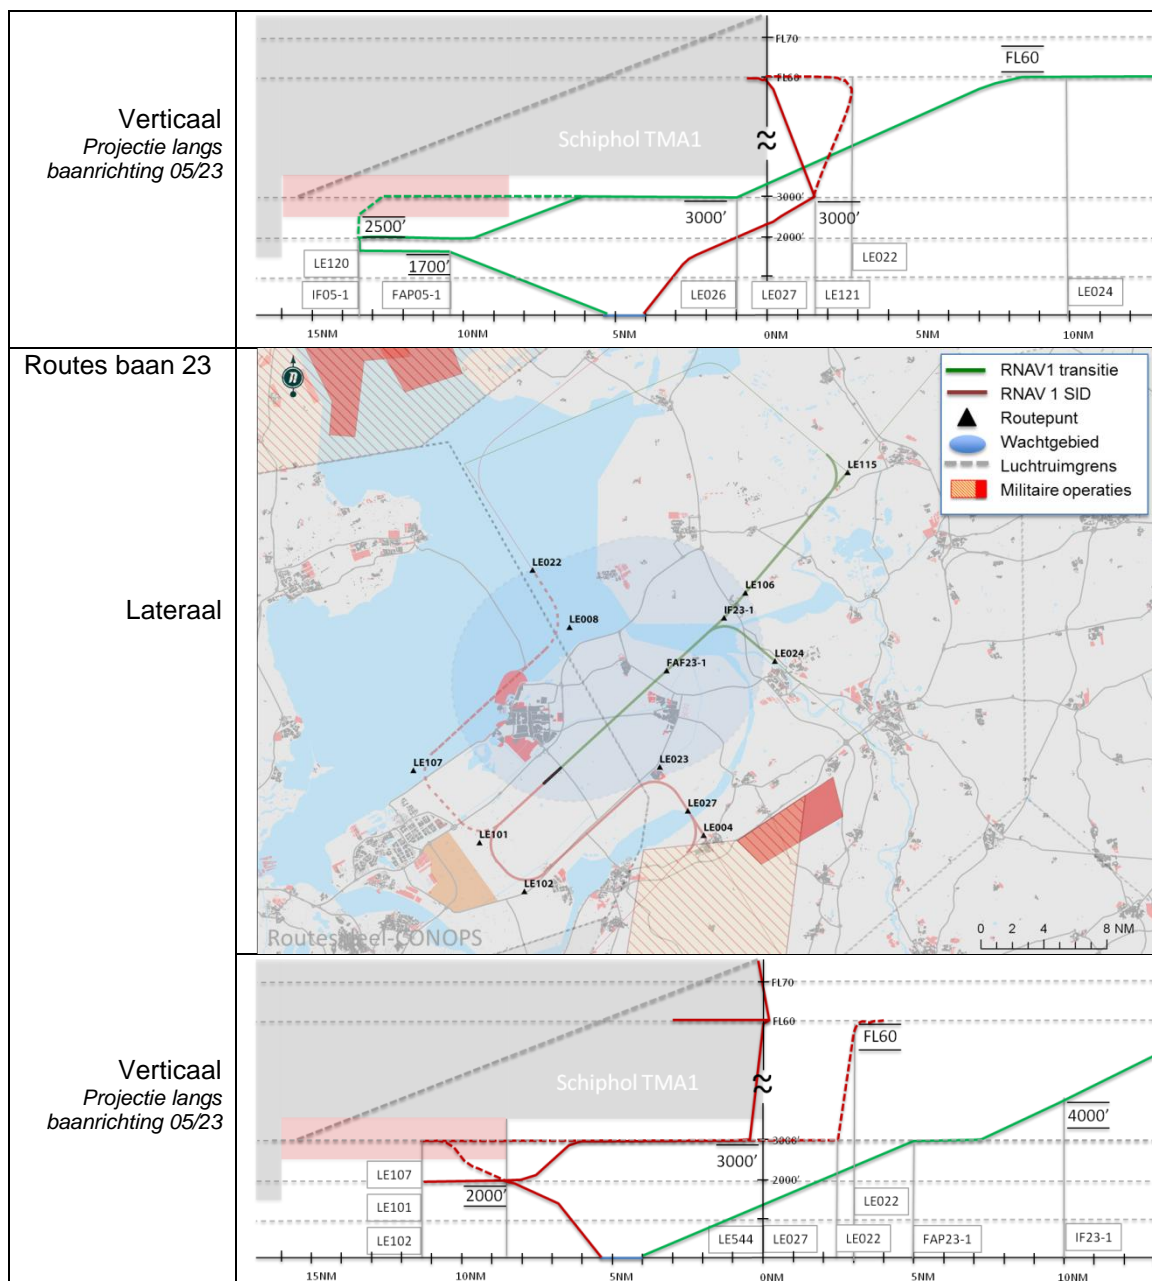 Verticaal
Projectie langs
baanrichting 05/23
FL70
FL60
FL60
Schiphol TMA1
3000'
2500'
3000'
3000'
2000'
LE120
1700'
LE022
IF05-1
FAP05-1
LE026
LE027
LE121
LE024
15NM
10NM
5NM
0NM
5NM
10NM
Routes baan 23
Lateraal
n
RNAV1 transitie
RNAV 1 SID
Routepunt
Wachtgebied
Luchtruimgrens
Militaire operaties
LE115
LE022
LE106
IF23-1
LE008
LE024
FAF23-1
LE107
LE023
LE027
LE004
LE101
LE102
Routestelsel-CONOPS
0 2 4 8 NM
Verticaal
Projectie langs
baanrichting 05/23
FL70
FL60
FL60
Schiphol TMA1
4000'
3000'
3000'
LE107
2000'
2000'
LE022
LE101
LE102
LE544
LE027
LE022
FAP23-1
IF23-1
15NM
10NM
5NM
0NM
5NM
10NM